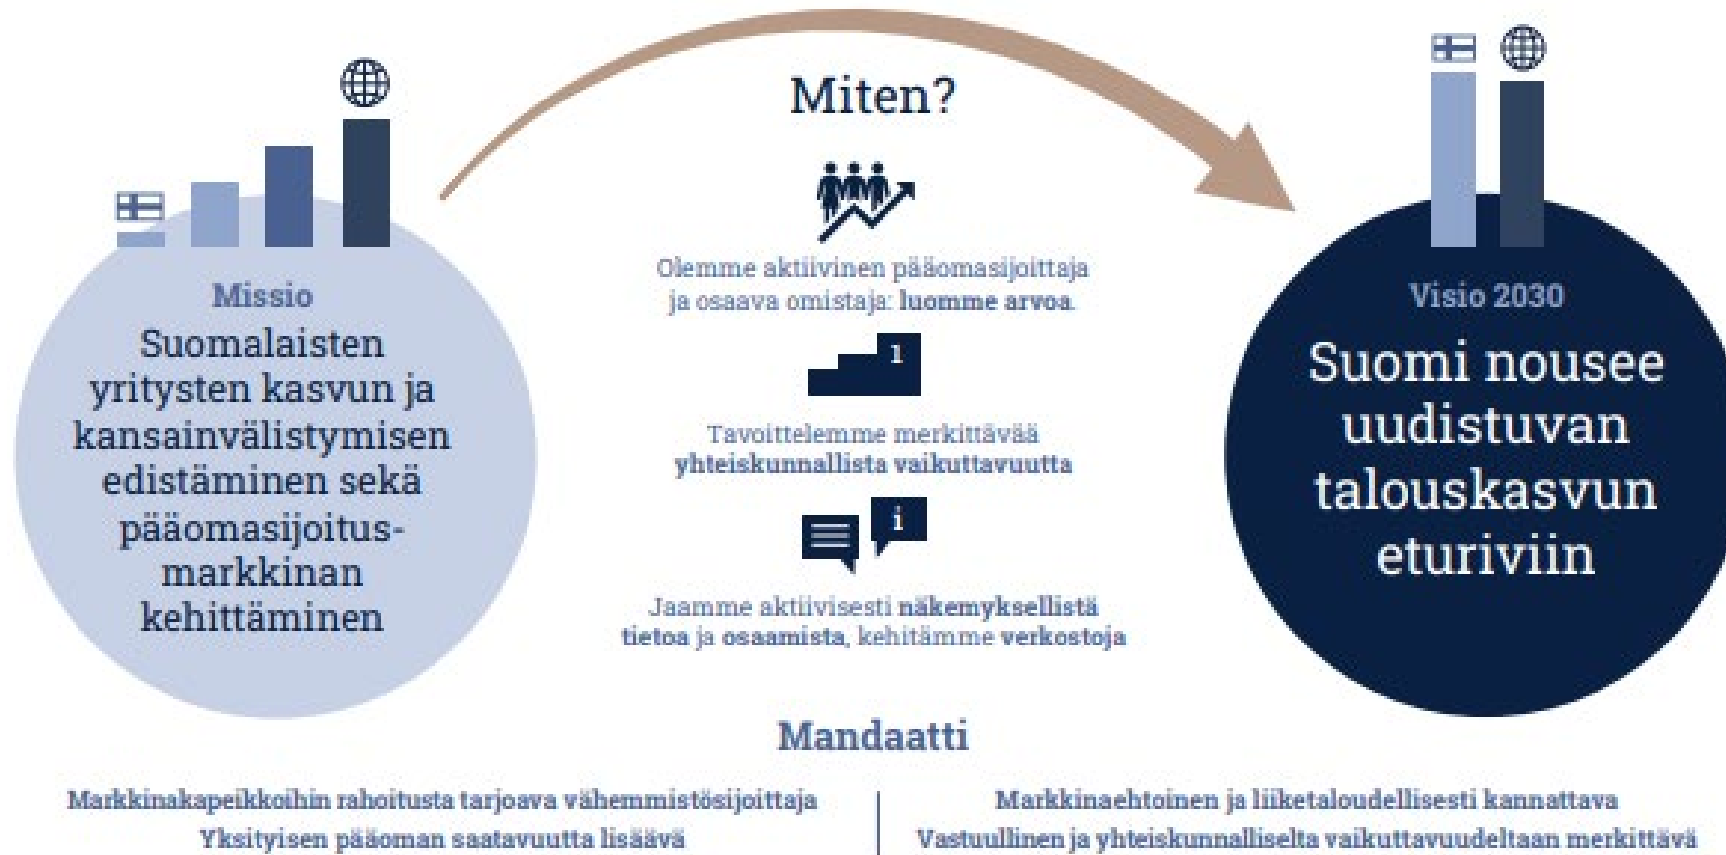 Miten?
Missio
Suomalaisten
yritysten kasvun ja
kansainvälistymisen
edistäminen sekä
pääomasijoitus-
markkinan
kehittäminen
Olemme aktiivinen pääomasijoittaja
ja osaava omistaja: luomme arvoa.
1
Tavoittelemme merkittävää
yhteiskunnallista vaikuttavuutta
i
Jaamme aktiivisesti näkemyksellistä
tietoa ja osaamista, kehitämme verkostoja
Visio 2030
Suomi nousee
uudistuvan
talouskasvun
eturiviin
Mandaatti
Markkinakapeikkoihin rahoitusta tarjoava vähemmistösijoittaja
Yksityisen pääoman saatavuutta lisäävä
Markkinaehtoinen ja liiketaloudellisesti kannattava
Vastuullinen ja yhteiskunnalliselta vaikuttavuudeltaan merkittävä